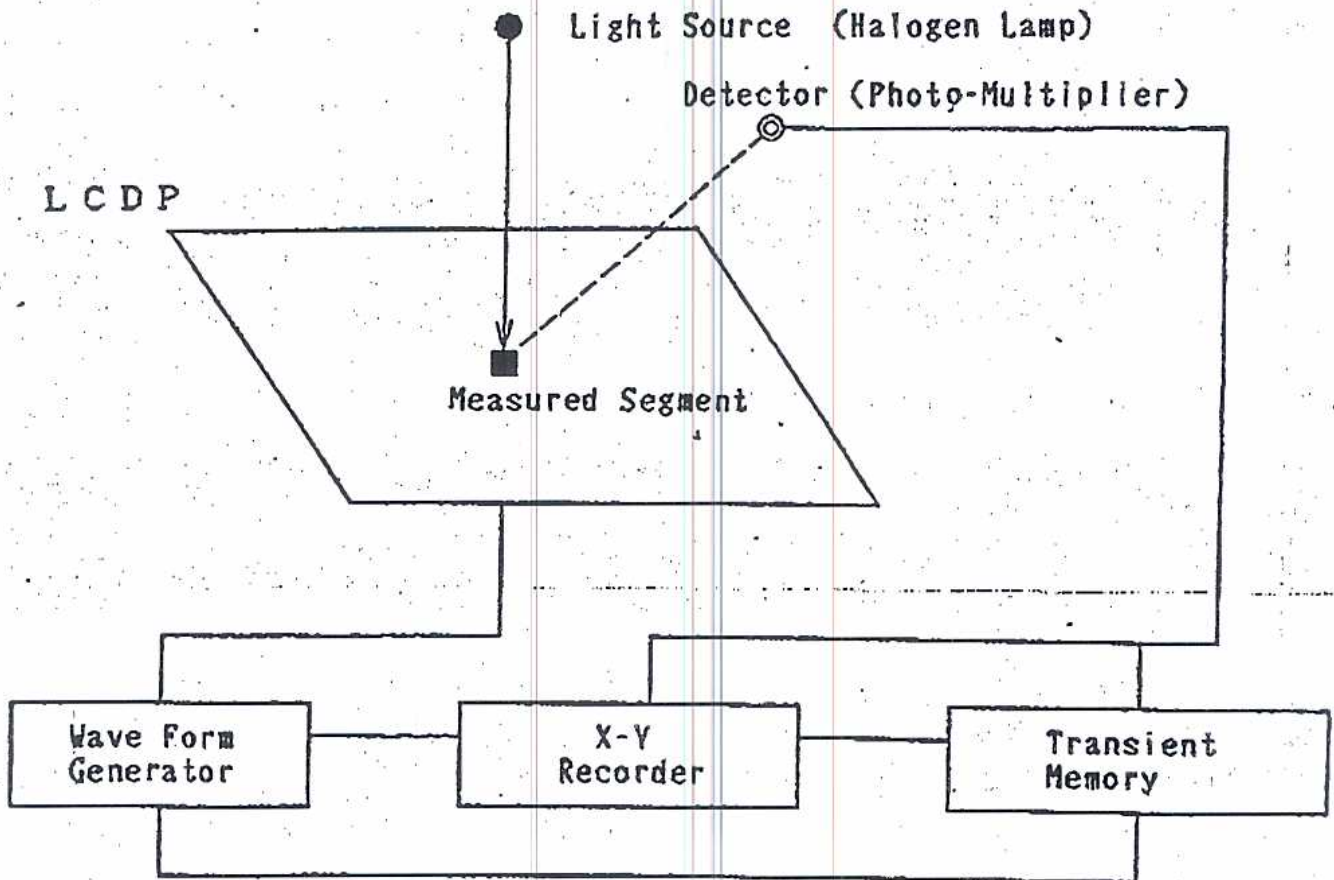 Light Source (Halogen Lamp)
Detector (Photo-Multiplier)
LCDP
Measured Segment
Wave Form
Generator
X-Y
Recorder
Transient
Memory